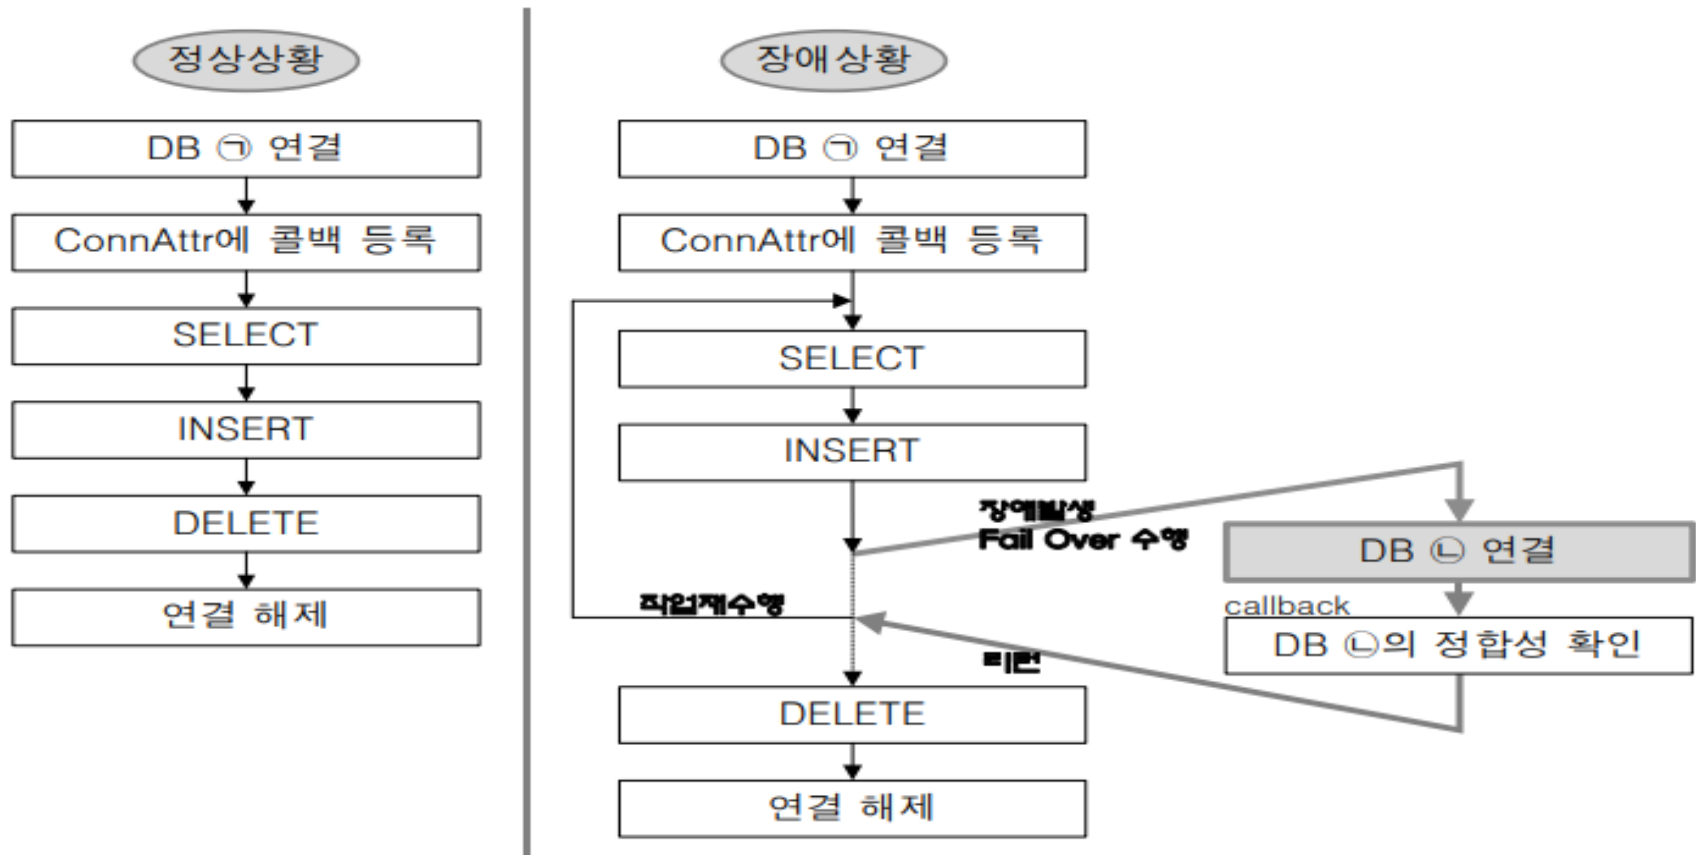 정상상황
DB ㉠ 연결
ConnAttr에 콜백 등록
SELECT
INSERT
DELETE
연결 해제
장애상황
DB ㉠ 연결
ConnAttr에 콜백 등록
SELECT
INSERT
장애발생
Fail Over 수행
DB ㉡ 연결
callback
DB ㉡의 정합성 확인
작업재수행
리턴
DELETE
연결 해제